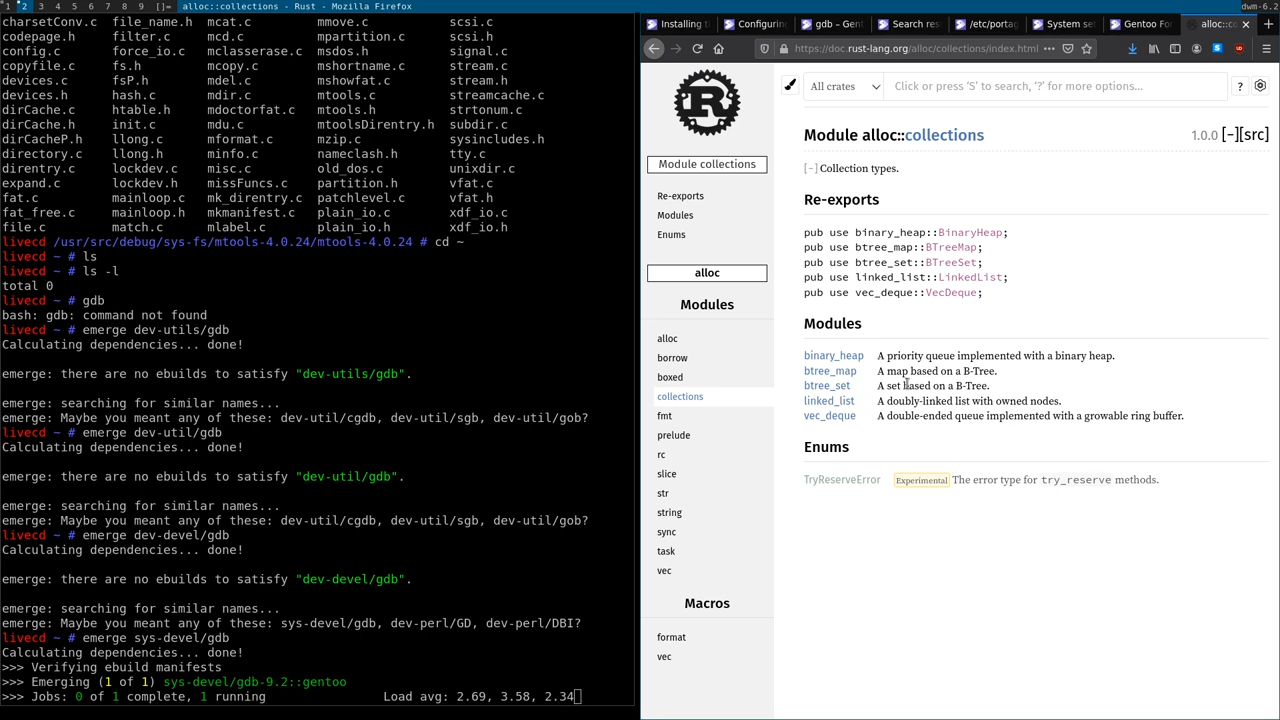 1 2 3 4 5 6 7 8 9 []= alloc::collections - Rust - Mozilla Firefox dwm-6.2
charsetConv.c file_name.h mcat.c mmove.c scsi.c
codepage.h filter.c mcd.c mpartition.c scsi.h
config.c force_io.c mclasserase.c msdos.h signal.c
copyfile.c fs.h mcopy.c mshortname.c stream.c
devices.c fsP.h mdel.c mshowfat.c stream.h
devices.h hash.c mdir.c mtools.c streamcache.c
dirCache.c htable.h mdoctorfat.c mtools.h strtonum.c
dirCache.h init.c mdu.c mtoolsDirentry.h subdir.c
dirCacheP.h llong.c mformat.c mzip.c sysincludes.h
directory.c llong.h minfo.c nameclash.h tty.c
direntry.c lockdev.c misc.c old_dos.c unixdir.c
expand.c lockdev.h missFuncs.c partition.h vfat.c
fat.c mainloop.c mk_direntry.c patchlevel.c vfat.h
fat_free.c mainloop.h mkmanifest.c plain_io.c xdf_io.c
file.c match.c mlabel.c plain_io.h xdf_io.h
livecd /usr/src/debug/sys-fs/mtools-4.0.24/mtools-4.0.24 # cd ~
livecd ~ # ls
livecd ~ # ls -l
total 0
livecd ~ # gdb
bash: gdb: command not found
livecd ~ # emerge dev-utils/gdb
Calculating dependencies... done!
emerge: there are no ebuilds to satisfy "dev-utils/gdb".
emerge: searching for similar names...
emerge: Maybe you meant any of these: dev-util/cgdb, dev-util/sgb, dev-util/gob?
livecd ~ # emerge dev-util/gdb
Calculating dependencies... done!
emerge: there are no ebuilds to satisfy "dev-util/gdb".
emerge: searching for similar names...
emerge: Maybe you meant any of these: dev-util/cgdb, dev-util/sgb, dev-util/gob?
livecd ~ # emerge dev-devel/gdb
Calculating dependencies... done!
emerge: there are no ebuilds to satisfy "dev-devel/gdb".
emerge: searching for similar names...
emerge: Maybe you meant any of these: sys-devel/gdb, dev-perl/GD, dev-perl/DBI?
livecd ~ # emerge sys-devel/gdb
Calculating dependencies... done!
>>> Verifying ebuild manifests
>>> Emerging (1 of 1) sys-devel/gdb-9.2::gentoo
>>> Jobs: 0 of 1 complete, 1 running Load avg: 2.69, 3.58, 2.34
Installing t Configurin gdb – Gent Search res /etc/portag System set Gentoo For alloc::co
https://doc.rust-lang.org/alloc/collections/index.html
Module collections
Re-exports
Modules
Enums
alloc
Modules
alloc
borrow
boxed
collections
fmt
prelude
rc
slice
str
string
sync
task
vec
Macros
format
vec
All crates Click or press ‘S’ to search, ‘?’ for more options... ?
Module alloc::collections 1.0.0 [-][src]
[-] Collection types.
Re-exports
pub use binary_heap::BinaryHeap;
pub use btree_map::BTreeMap;
pub use btree_set::BTreeSet;
pub use linked_list::LinkedList;
pub use vec_deque::VecDeque;
Modules
binary_heap A priority queue implemented with a binary heap.
btree_map A map based on a B-Tree.
btree_set A set based on a B-Tree.
linked_list A doubly-linked list with owned nodes.
vec_deque A double-ended queue implemented with a growable ring buffer.
Enums
TryReserveError Experimental The error type for try_reserve methods.